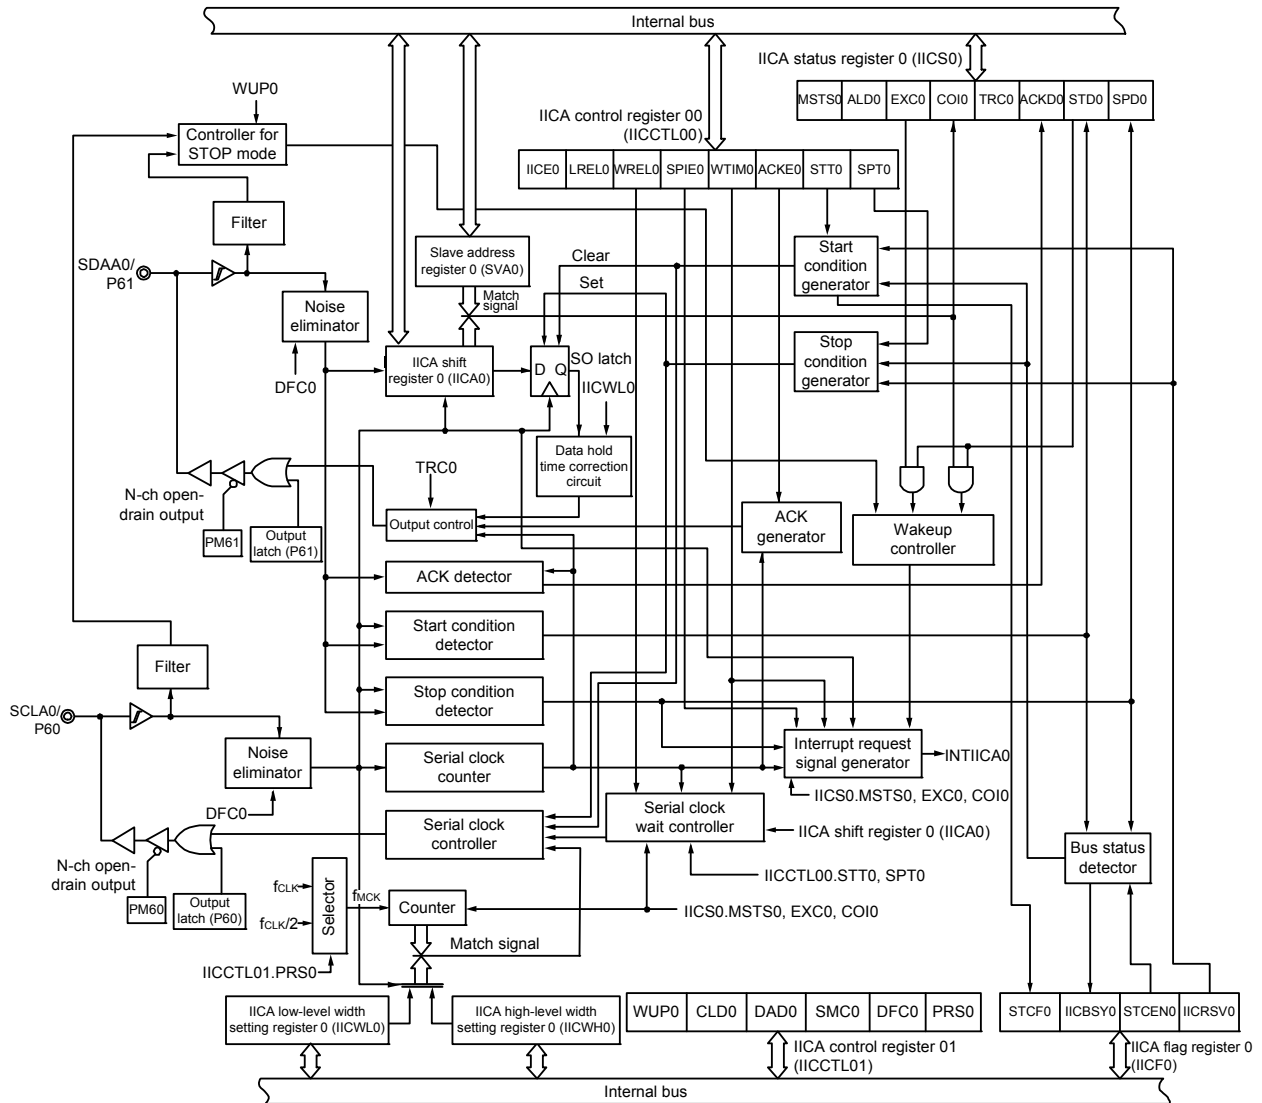 Internal bus
IICA status register 0 (IICS0)
MSTS0 ALD0 EXC0 COI0 TRC0 ACKD0 STD0 SPD0
WUP0
IICA control register 00
(IICCTL00)
Controller for
STOP mode
IICE0 LREL0 WREL0 SPIE0 WTIM0 ACKE0 STT0 SPT0
Filter
SDAA0/
P61
Slave address
register 0 (SVA0)
Clear
Start
condition
generator
Set
Match
signal
Noise
eliminator
DFC0
IICA shift
register 0 (IICA0)
D Q
SO latch
IICWL0
Stop
condition
generator
Data hold
time correction
circuit
TRC0
N-ch open-
drain output
PM61
Output
latch (P61)
Output control
ACK
generator
Wakeup
controller
ACK detector
Start condition
detector
Filter
Stop condition
detector
SCLA0/
P60
Noise
eliminator
DFC0
Serial clock
counter
Interrupt request
signal generator
INTIICA0
IICS0.MSTS0, EXC0, COI0
Serial clock
controller
Serial clock
wait controller
IICA shift register 0 (IICA0)
Bus status
detector
N-ch open-
drain output
PM60
Output
latch (P60)
IICCTL00.STT0, SPT0
fCLK
fCLK/2
Selector
fMCK
Counter
IICS0.MSTS0, EXC0, COI0
Match signal
IICCTL01.PRS0
IICA low-level width
setting register 0 (IICWL0)
IICA high-level width
setting register 0 (IICWH0)
WUP0 CLD0 DAD0 SMC0 DFC0 PRS0
STCF0 IICBSY0 STCEN0 IICRSV0
IICA control register 01
(IICCTL01)
IICA flag register 0
(IICF0)
Internal bus